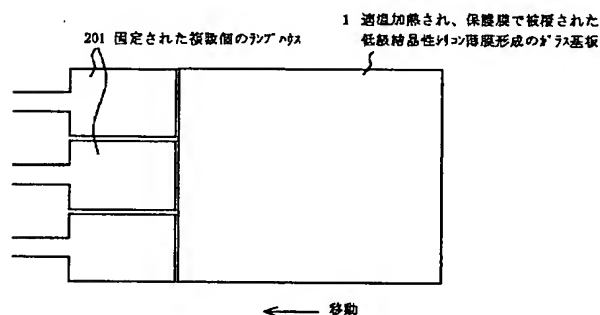 201 固定された複数個のランプハウス
1 適温加熱され、保護膜で被覆された
低級結晶性シリコン薄膜形成のガラス基板
移動